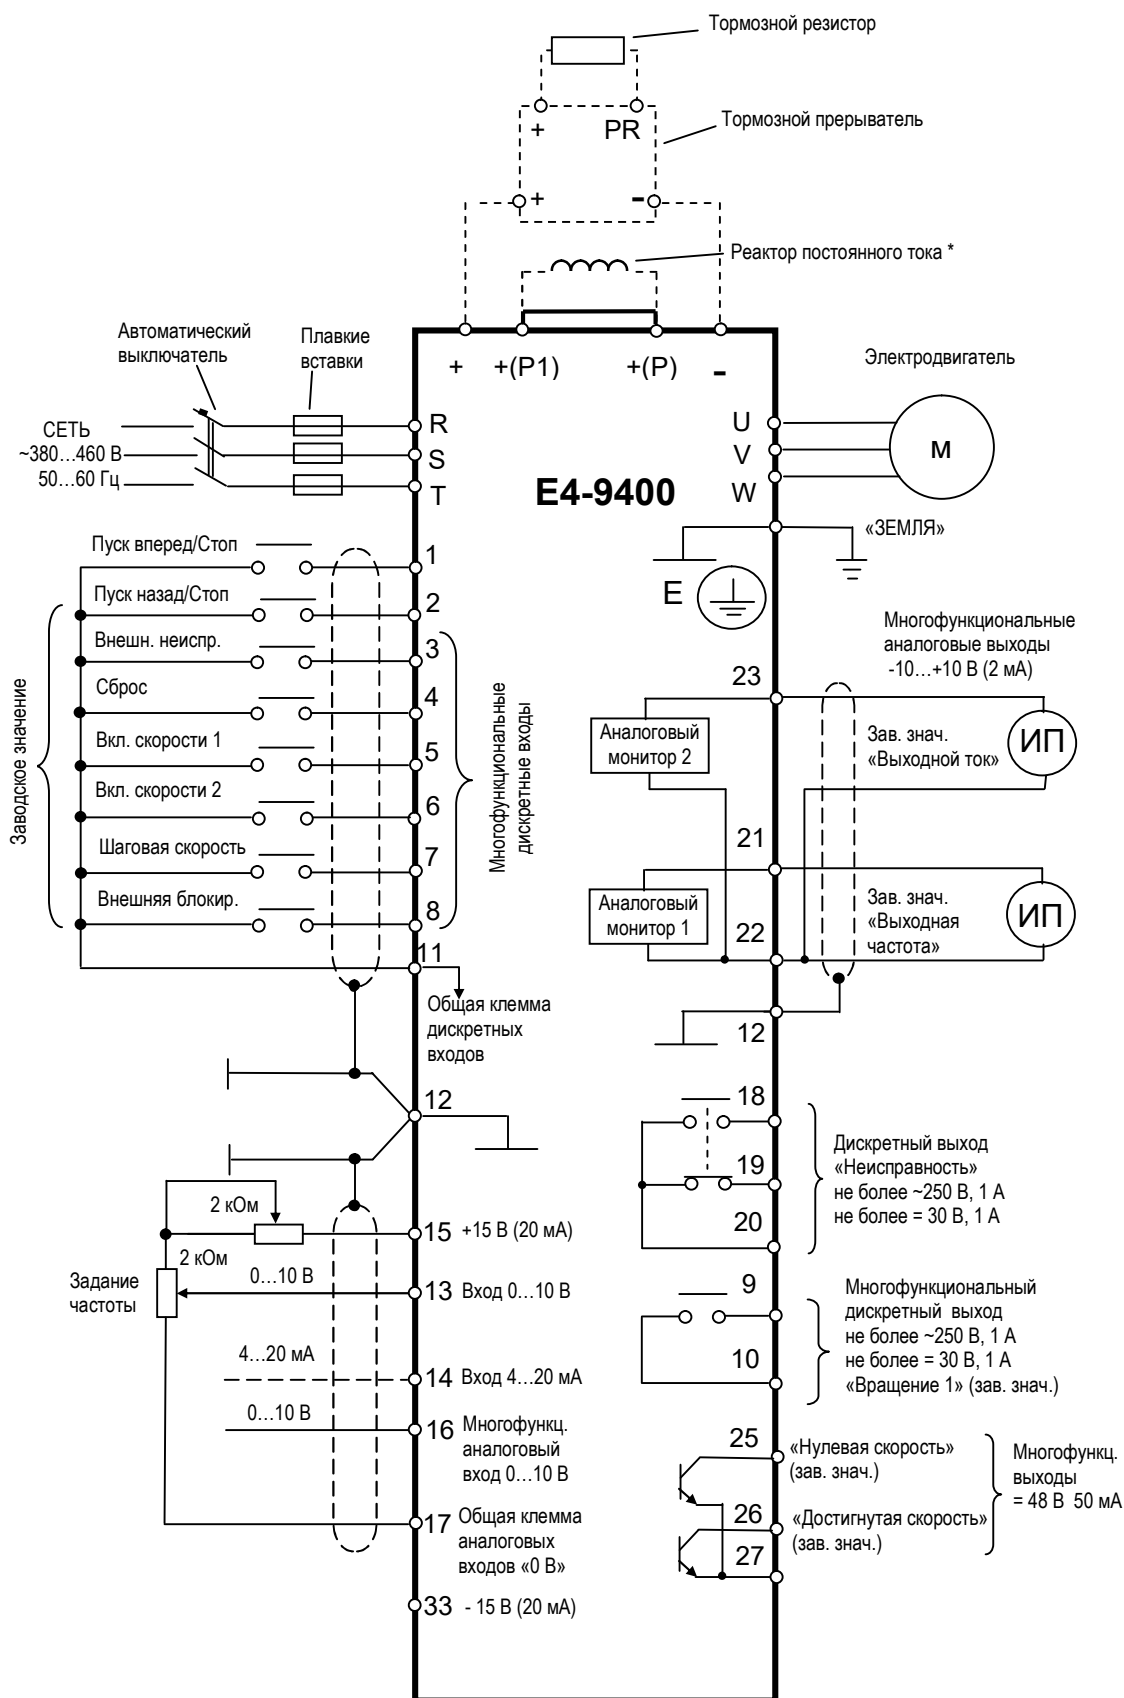 Тормозной резистор
+ PR
Тормозной прерыватель
+ -
Реактор постоянного тока *
Автоматический
выключатель
Плавкие
вставки
+ +(P1) +(P) -
Электродвигатель
СЕТЬ
~380...460 В
50...60 Гц
R
S
T
E4-9400
U
V
W
М
«ЗЕМЛЯ»
E
Заводское значение
Пуск вперед/Стоп
1
Пуск назад/Стоп
2
Внешн. неиспр.
3
Сброс
4
Вкл. скорости 1
5
Вкл. скорости 2
6
Шаговая скорость
7
Внешняя блокир.
8
Многофункциональные
дискретные входы
11
Общая клемма
дискретных
входов
12
Многофункциональные
аналоговые выходы
-10...+10 В (2 мА)
23
Аналоговый
монитор 2
Зав. знач.
«Выходной ток»
ИП
21
Аналоговый
монитор 1
22
Зав. знач.
«Выходная
частота»
ИП
12
2 кОм
15 +15 В (20 мА)
2 кОм
Задание
частоты
0...10 В
13 Вход 0...10 В
4...20 мА
14 Вход 4...20 мА
0...10 В
16 Многофункц.
аналоговый
вход 0...10 В
17 Общая клемма
аналоговых
входов «0 В»
33 - 15 В (20 мА)
18
19
20
Дискретный выход
«Неисправность»
не более ~250 В, 1 А
не более = 30 В, 1 А
9
10
Многофункциональный
дискретный выход
не более ~250 В, 1 А
не более = 30 В, 1 А
«Вращение 1» (зав. знач.)
25
«Нулевая скорость»
(зав. знач.)
26
«Достигнутая скорость»
(зав. знач.)
27
Многофункц.
выходы
= 48 В 50 мА